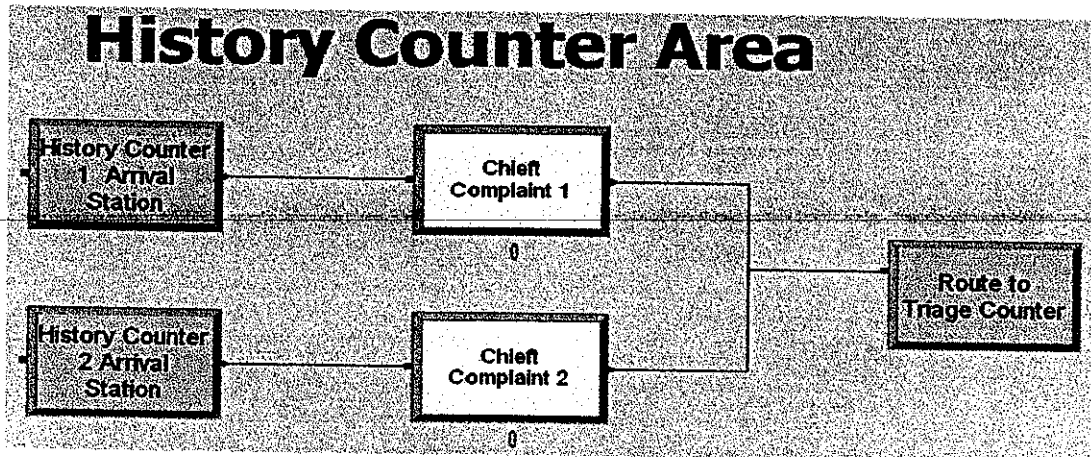 History Counter Area
History Counter
1 Arrival
Station
Chieft
Complaint 1
0
Route to
Triage Counter
History Counter
2 Arrival
Station
Chieft
Complaint 2
0